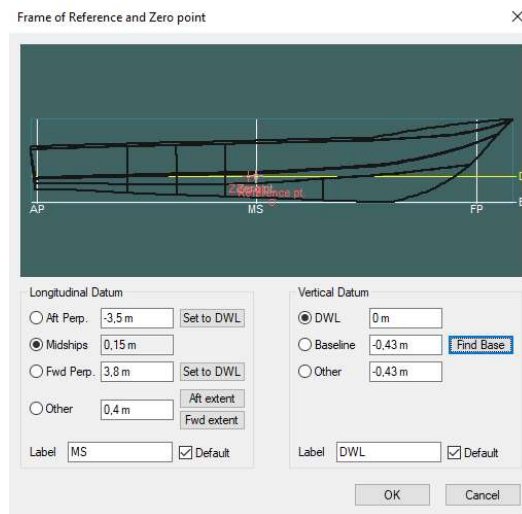 Frame of Reference and Zero point
D
AP
MS
FP
B
Reference pt.
Longitudinal Datum
Aft Perp. -3,5 m Set to DWL
Midships 0,15 m
Fwd Perp. 3,8 m Set to DWL
Aft extent
Other 0,4 m
Fwd extent
Label MS Default
Vertical Datum
DWL 0 m
Baseline -0,43 m Find Base
Other -0,43 m
Label DWL Default
OK Cancel